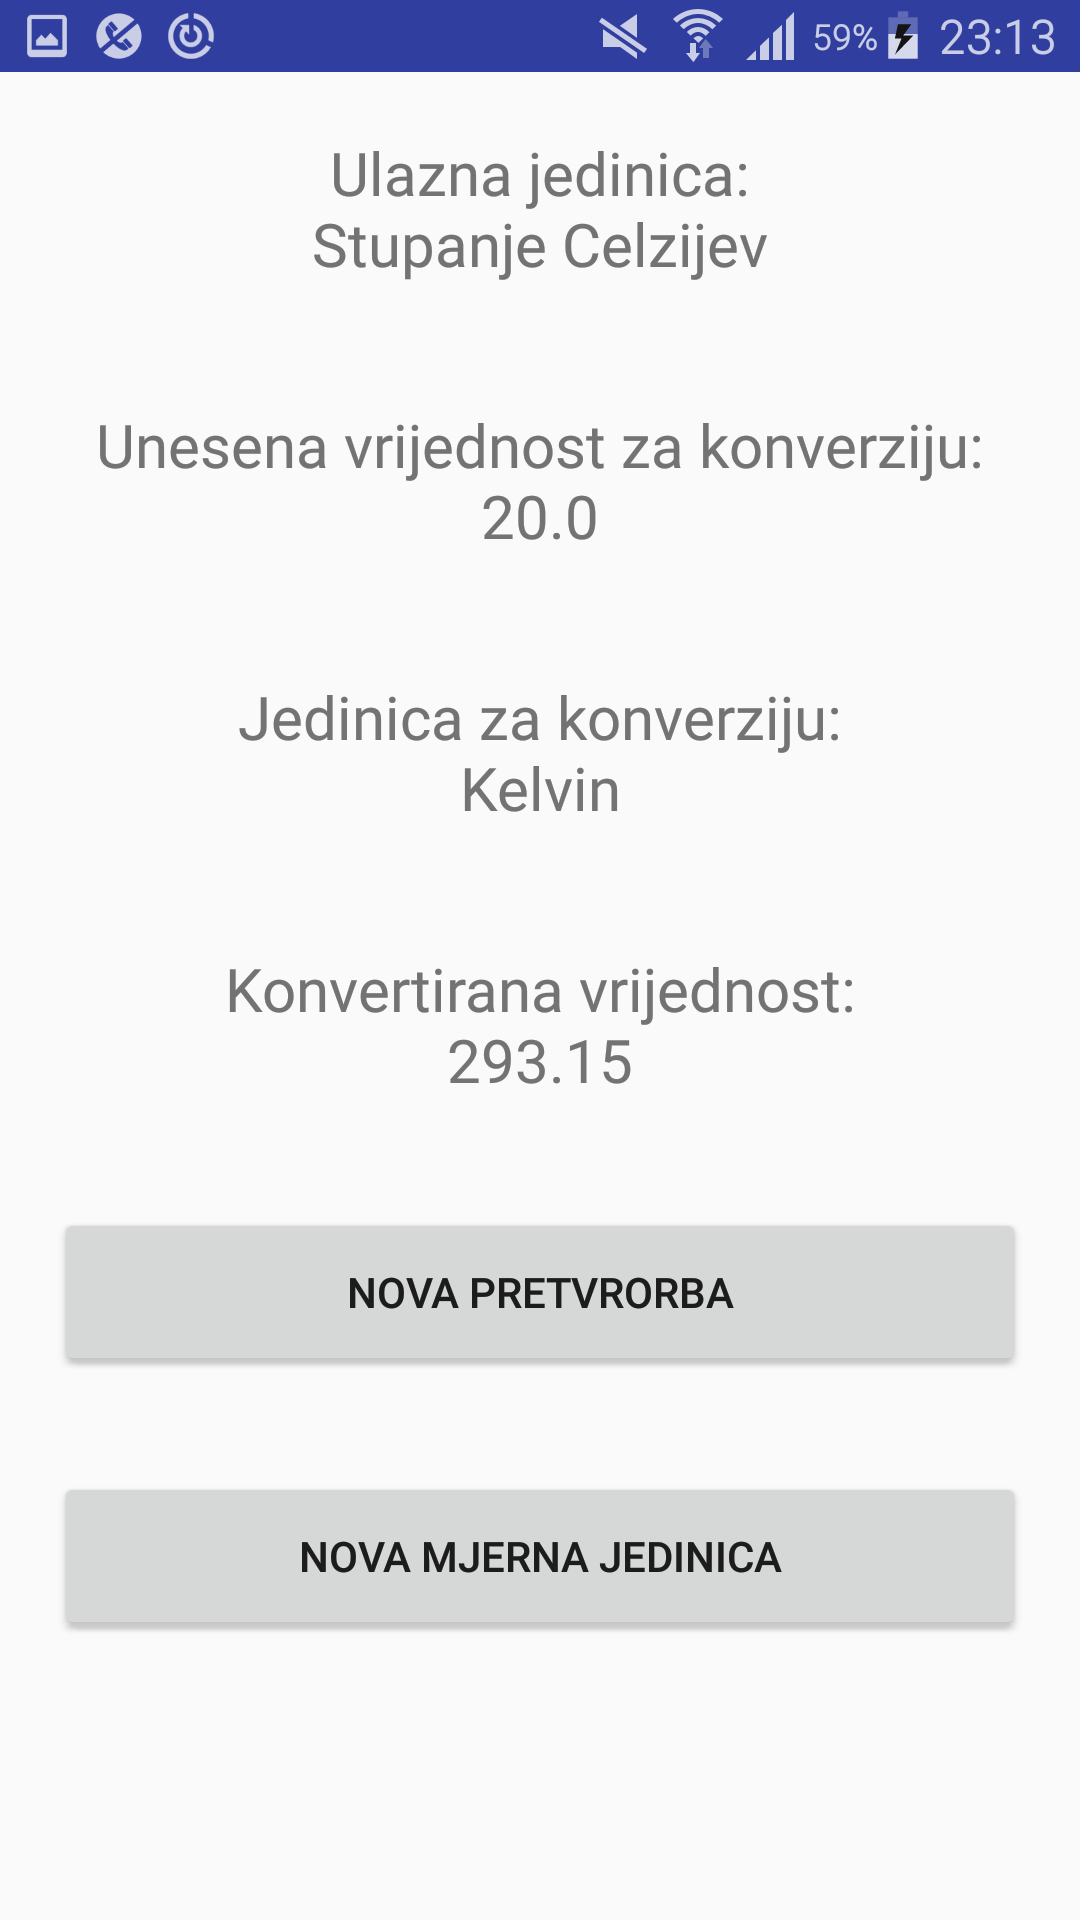 59% 23:13
Ulazna jedinica:
Stupanje Celzijev
Unesena vrijednost za konverziju:
20.0
Jedinica za konverziju:
Kelvin
Konvertirana vrijednost:
293.15
NOVA PRETVRORBA
NOVA MJERNA JEDINICA